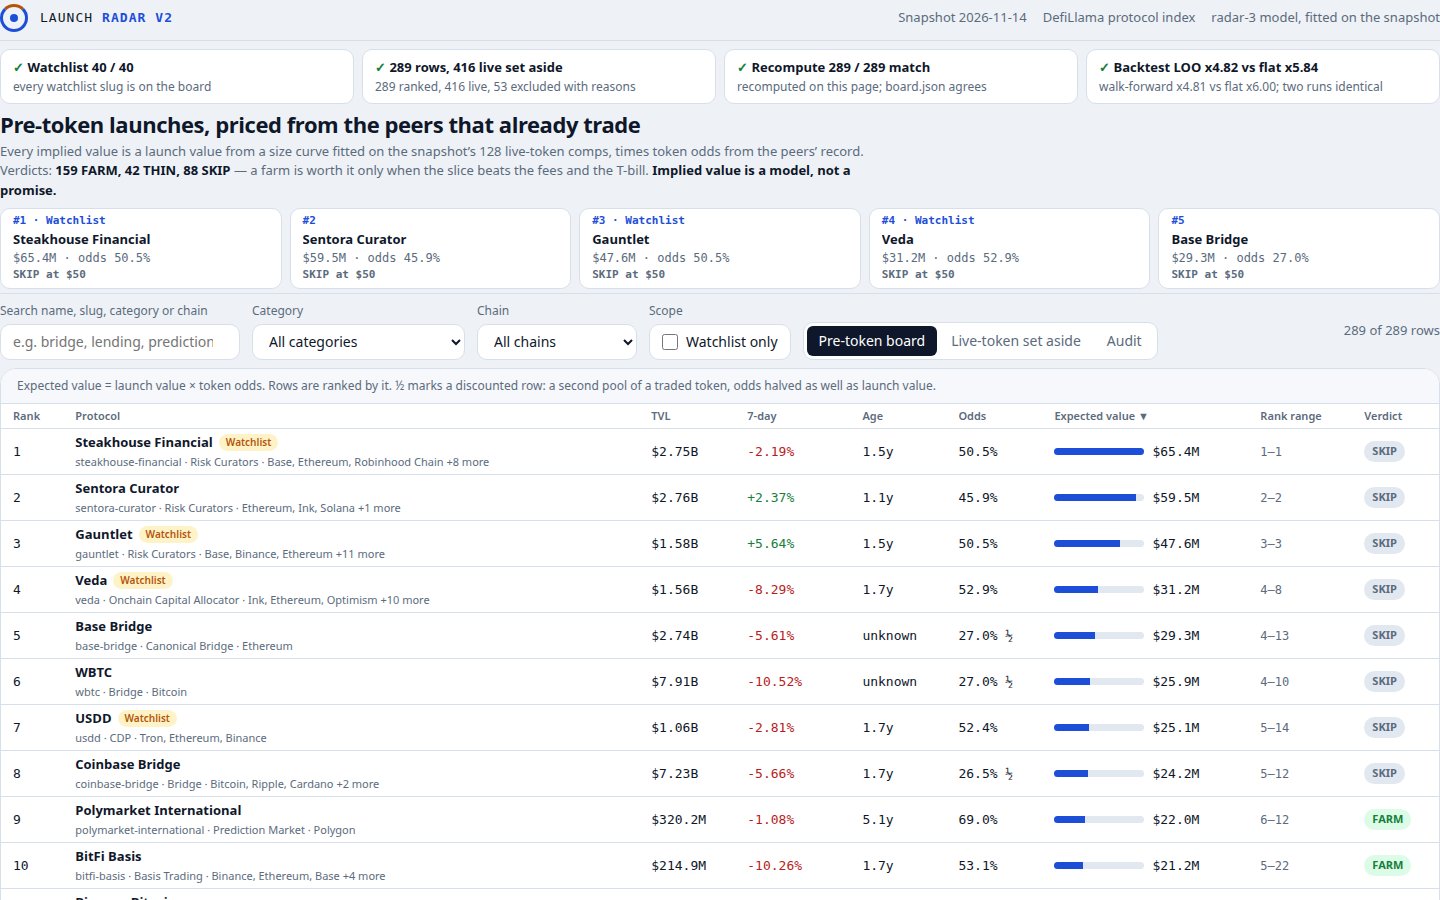 LAUNCH RADAR V2
Snapshot 2026-11-14 DefiLlama protocol index radar-3 model, fitted on the snapshot
✓ Watchlist 40 / 40
every watchlist slug is on the board
✓ 289 rows, 416 live set aside
289 ranked, 416 live, 53 excluded with reasons
✓ Recompute 289 / 289 match
recomputed on this page; board.json agrees
✓ Backtest LOO x4.82 vs flat x5.84
walk-forward x4.81 vs flat x6.00; two runs identical
Pre-token launches, priced from the peers that already trade
Every implied value is a launch value from a size curve fitted on the snapshot's 128 live-token comps, times token odds from the peers' record.
Verdicts: 159 FARM, 42 THIN, 88 SKIP — a farm is worth it only when the slice beats the fees and the T-bill. Implied value is a model, not a
promise.
#1 · Watchlist
Steakhouse Financial
$65.4M · odds 50.5%
SKIP at $50
#2
Sentora Curator
$59.5M · odds 45.9%
SKIP at $50
#3 · Watchlist
Gauntlet
$47.6M · odds 50.5%
SKIP at $50
#4 · Watchlist
Veda
$31.2M · odds 52.9%
SKIP at $50
#5
Base Bridge
$29.3M · odds 27.0%
SKIP at $50
Search name, slug, category or chain
e.g. bridge, lending, prediction
Category
All categories
Chain
All chains
Scope
Watchlist only
Pre-token board Live-token set aside Audit
289 of 289 rows
Expected value = launch value × token odds. Rows are ranked by it. ½ marks a discounted row: a second pool of a traded token, odds halved as well as launch value.
Rank Protocol TVL 7-day Age Odds Expected value ▼ Rank range Verdict
1 Steakhouse Financial Watchlist $2.75B -2.19% 1.5y 50.5% $65.4M 1–1 SKIP
steakhouse-financial · Risk Curators · Base, Ethereum, Robinhood Chain +8 more
2 Sentora Curator $2.76B +2.37% 1.1y 45.9% $59.5M 2–2 SKIP
sentora-curator · Risk Curators · Ethereum, Ink, Solana +1 more
3 Gauntlet Watchlist $1.58B +5.64% 1.5y 50.5% $47.6M 3–3 SKIP
gauntlet · Risk Curators · Base, Binance, Ethereum +11 more
4 Veda Watchlist $1.56B -8.29% 1.7y 52.9% $31.2M 4–8 SKIP
veda · Onchain Capital Allocator · Ink, Ethereum, Optimism +10 more
5 Base Bridge $2.74B -5.61% unknown 27.0% ½ $29.3M 4–13 SKIP
base-bridge · Canonical Bridge · Ethereum
6 WBTC $7.91B -10.52% unknown 27.0% ½ $25.9M 4–10 SKIP
wbtc · Bridge · Bitcoin
7 USDD Watchlist $1.06B -2.81% 1.7y 52.4% $25.1M 5–14 SKIP
usdd · CDP · Tron, Ethereum, Binance
8 Coinbase Bridge $7.23B -5.66% 1.7y 26.5% ½ $24.2M 5–12 SKIP
coinbase-bridge · Bridge · Bitcoin, Ripple, Cardano +2 more
9 Polymarket International $320.2M -1.08% 5.1y 69.0% $22.0M 6–12 FARM
polymarket-international · Prediction Market · Polygon
10 BitFi Basis $214.9M -10.26% 1.7y 53.1% $21.2M 5–22 FARM
bitfi-basis · Basis Trading · Binance, Ethereum, Base +4 more